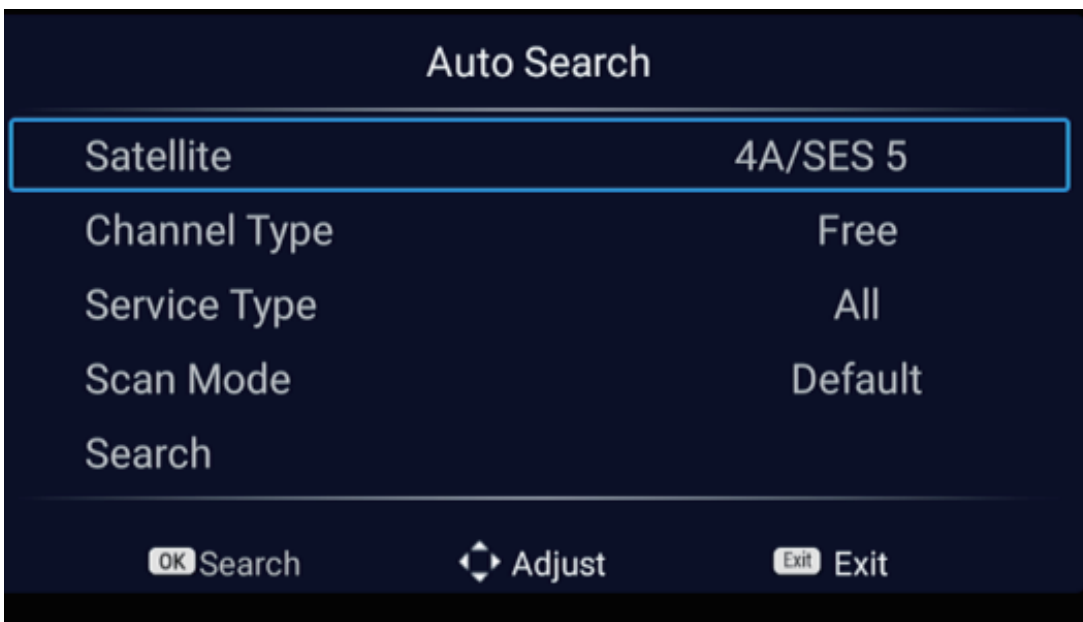 Auto Search
Satellite 4A/SES 5
Channel Type Free
Service Type All
Scan Mode Default
Search
OK Search Adjust Exit Exit